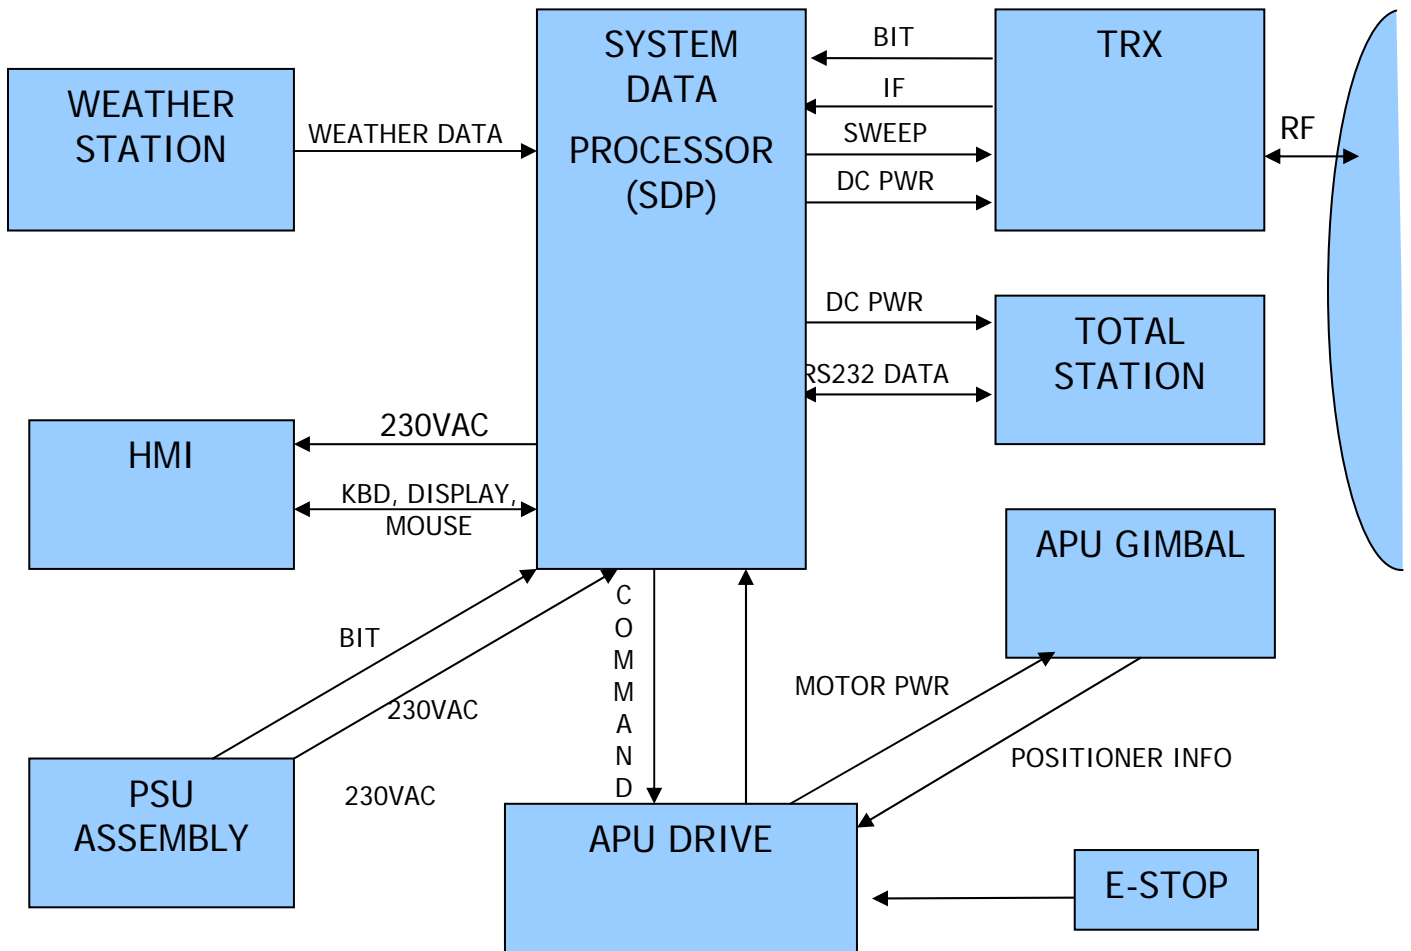 SYSTEM
DATA
PROCESSOR
(SDP)
TRX
BIT
IF
SWEEP
DC PWR
RF
WEATHER
STATION
WEATHER DATA
DC PWR
RS232 DATA
TOTAL
STATION
HMI
230VAC
KBD, DISPLAY,
MOUSE
APU GIMBAL
BIT
230VAC
C
O
M
M
A
N
D
MOTOR PWR
POSITIONER INFO
PSU
ASSEMBLY
230VAC
APU DRIVE
E-STOP